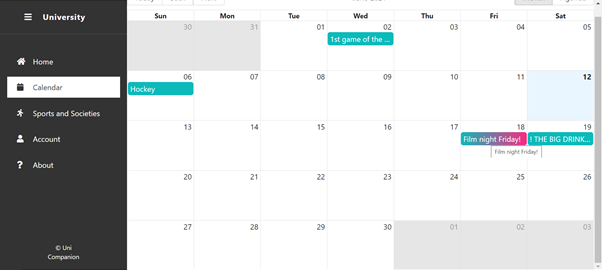 University
Home
Calendar
Sports and Societies
Account
About
© Uni
Companion
Sun Mon Tue Wed Thu Fri Sat
30 31 01 02 03 04 05
1st game of the ...
06 07 08 09 10 11 12
Hockey
13 14 15 16 17 18 19
Film night Friday! ! THE BIG DRINK...
Film night Friday!
20 21 22 23 24 25 26
27 28 29 30 01 02 03